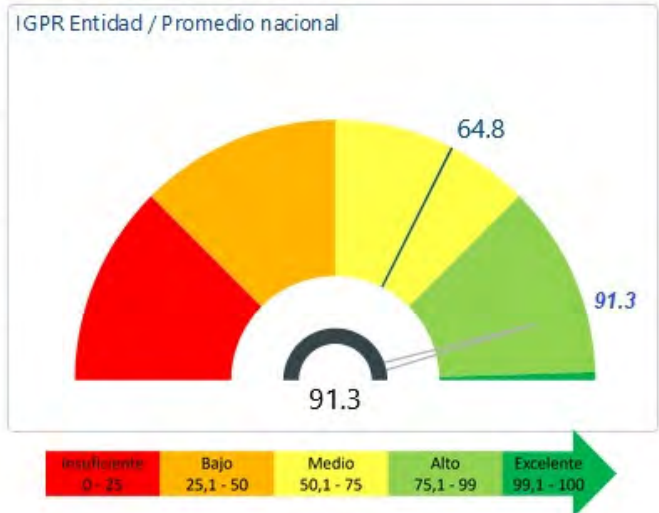 IGPR Entidad / Promedio nacional
64.8
91.3
91.3
Insuficiente Bajo Medio Alto Excelente
0 - 25 25,1 - 50 50,1 - 75 75,1 - 99 99,1 - 100